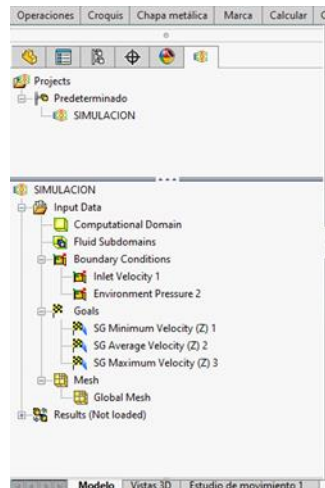 Operaciones Croquis Chapa metálica Marca Calcular
Projects
Predeterminado
SIMULACION
SIMULACION
Input Data
Computational Domain
Fluid Subdomains
Boundary Conditions
Inlet Velocity 1
Environment Pressure 2
Goals
SG Minimum Velocity (Z) 1
SG Average Velocity (Z) 2
SG Maximum Velocity (Z) 3
Mesh
Global Mesh
Results (Not loaded)
Modelo Vistas 3D Estudio de movimiento 1